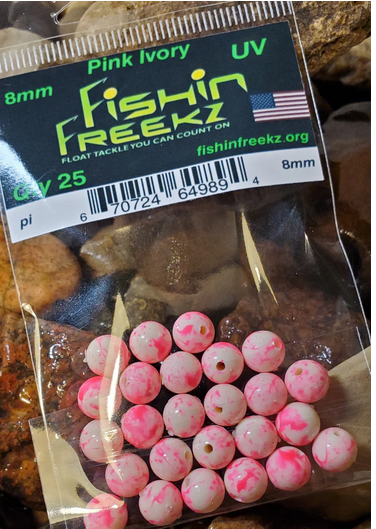 Pink Ivory UV
8mm
Fishin
Freekz
FLOAT TACKLE YOU CAN COUNT ON
fishinfreekz.org
Qty 25
8mm
pi
6 70724 64989 4